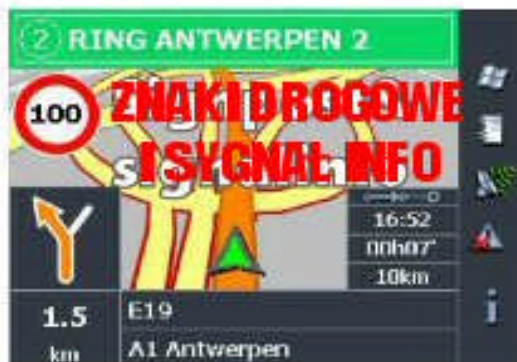 2 RING ANTWERPEN 2
100
ZNAKI DROGOWE
I SYGNAŁ INFO
16:52
00h07'
10km
1.5
km
E19
A1 Antwerpen
i